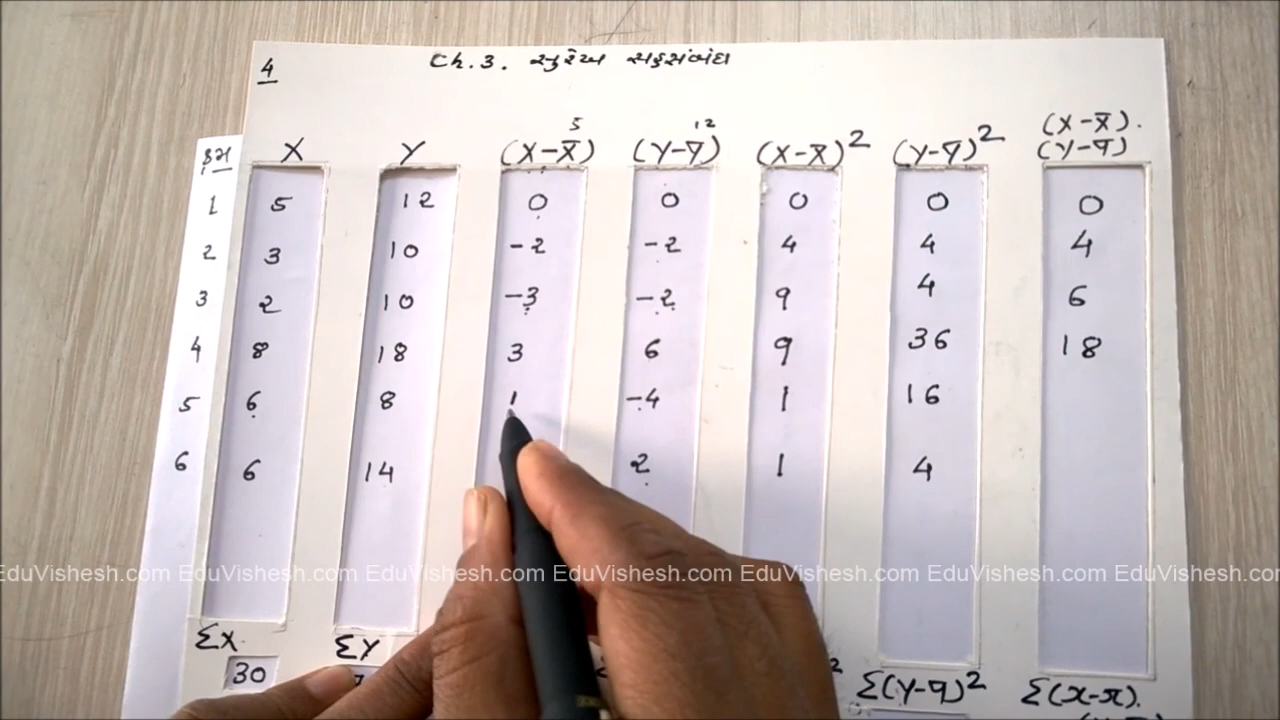 4
Ch. 3. સુરેખ સહસંબંધ
ક્રમ X Y (X-X̄) 5 (Y-Ȳ) 12 (X-X̄)² (Y-Ȳ)² (X-X̄). (Y-Ȳ)
1 5 12 0 0 0 0 0
2 3 10 -2 -2 4 4 4
3 2 10 -3 -2 9 4 6
4 8 18 3 6 9 36 18
5 6 8 1 -4 1 16
6 6 14 2 1 4
EduVishesh.com EduVishesh.com EduVishesh.com EduVishesh.com EduVishesh.com EduVishesh.com EduVishesh.com
ΣX ΣY Σ(Y-Ȳ)² Σ(x-x̄).
30